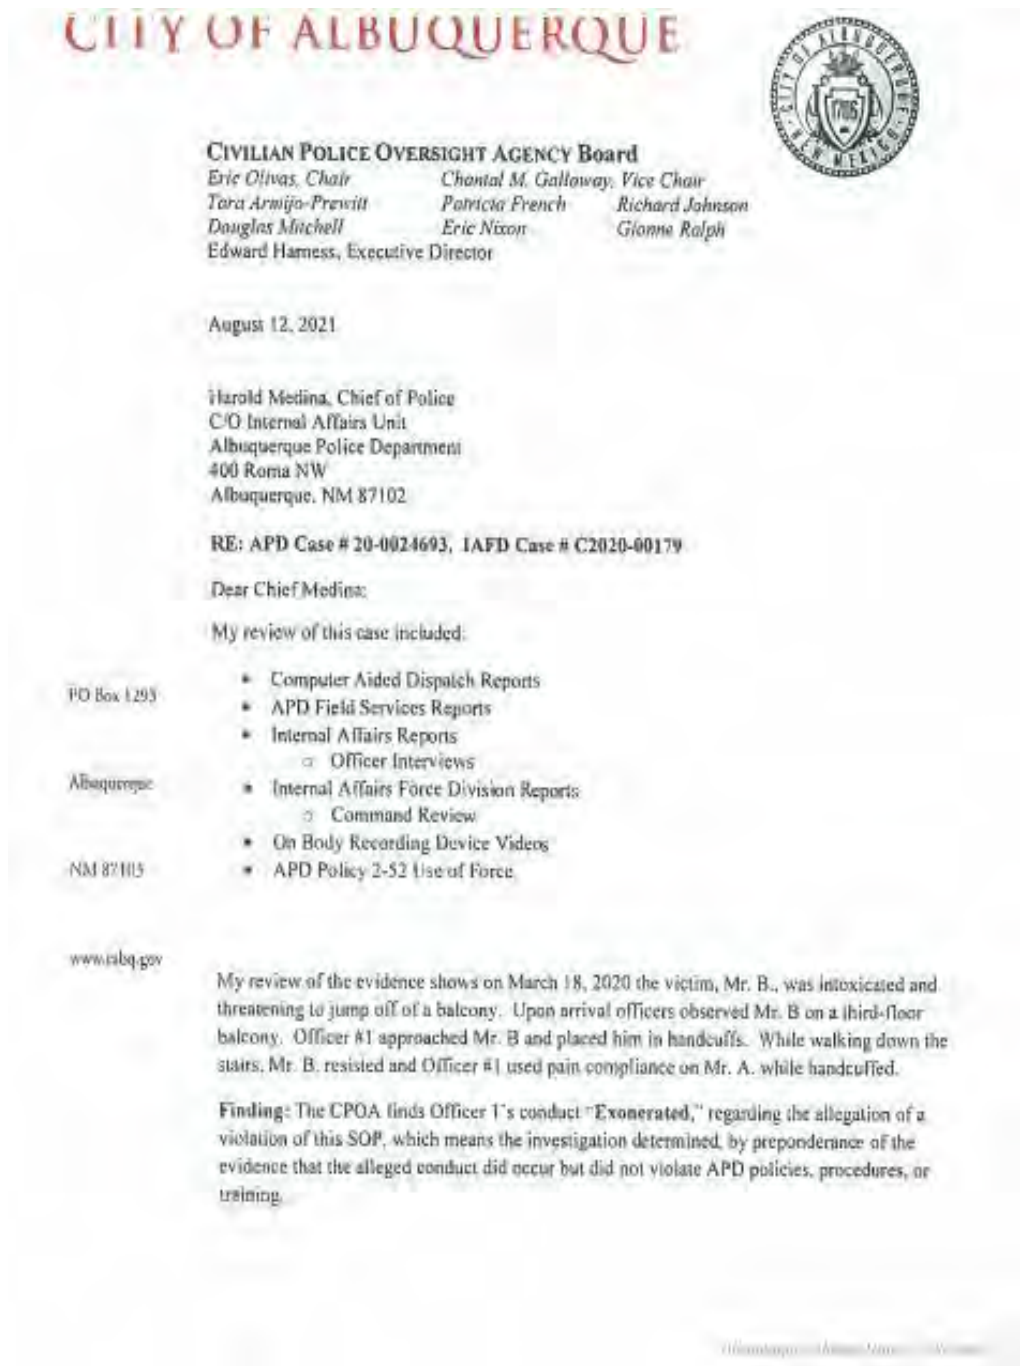 CITY OF ALBUQUERQUE
CITY OF ALBUQUERQUE
NEW MEXICO
1706
CIVILIAN POLICE OVERSIGHT AGENCY Board
Eric Olivas, Chair Chantal M. Galloway, Vice Chair
Tara Armijo-Prewitt Patricia French Richard Johnson
Douglas Mitchell Eric Nixon Gionne Ralph
Edward Harness, Executive Director
August 12, 2021
Harold Medina, Chief of Police
C/O Internal Affairs Unit
Albuquerque Police Department
400 Roma NW
Albuquerque, NM 87102
RE: APD Case # 20-0024693, IAFD Case # C2020-00179
Dear Chief Medina:
My review of this case included:
• Computer Aided Dispatch Reports
• APD Field Services Reports
• Internal Affairs Reports
○ Officer Interviews
• Internal Affairs Force Division Reports
○ Command Review
• On Body Recording Device Videos
• APD Policy 2-52 Use of Force
PO Box 1293
Albuquerque
NM 87103
www.cabq.gov
My review of the evidence shows on March 18, 2020 the victim, Mr. B., was intoxicated and
threatening to jump off of a balcony. Upon arrival officers observed Mr. B on a third-floor
balcony. Officer #1 approached Mr. B and placed him in handcuffs. While walking down the
stairs, Mr. B. resisted and Officer #1 used pain compliance on Mr. A. while handcuffed.
Finding: The CPOA finds Officer 1's conduct "Exonerated," regarding the allegation of a
violation of this SOP, which means the investigation determined, by preponderance of the
evidence that the alleged conduct did occur but did not violate APD policies, procedures, or
training.